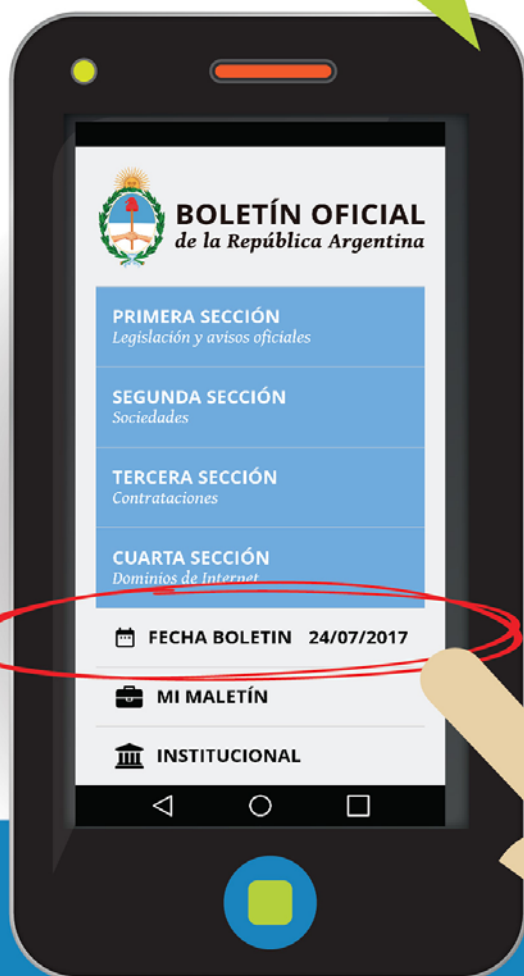 BOLETÍN OFICIAL
de la República Argentina
PRIMERA SECCIÓN
Legislación y avisos oficiales
SEGUNDA SECCIÓN
Sociedades
TERCERA SECCIÓN
Contrataciones
CUARTA SECCIÓN
Dominios de Internet
FECHA BOLETIN 24/07/2017
MI MALETÍN
INSTITUCIONAL